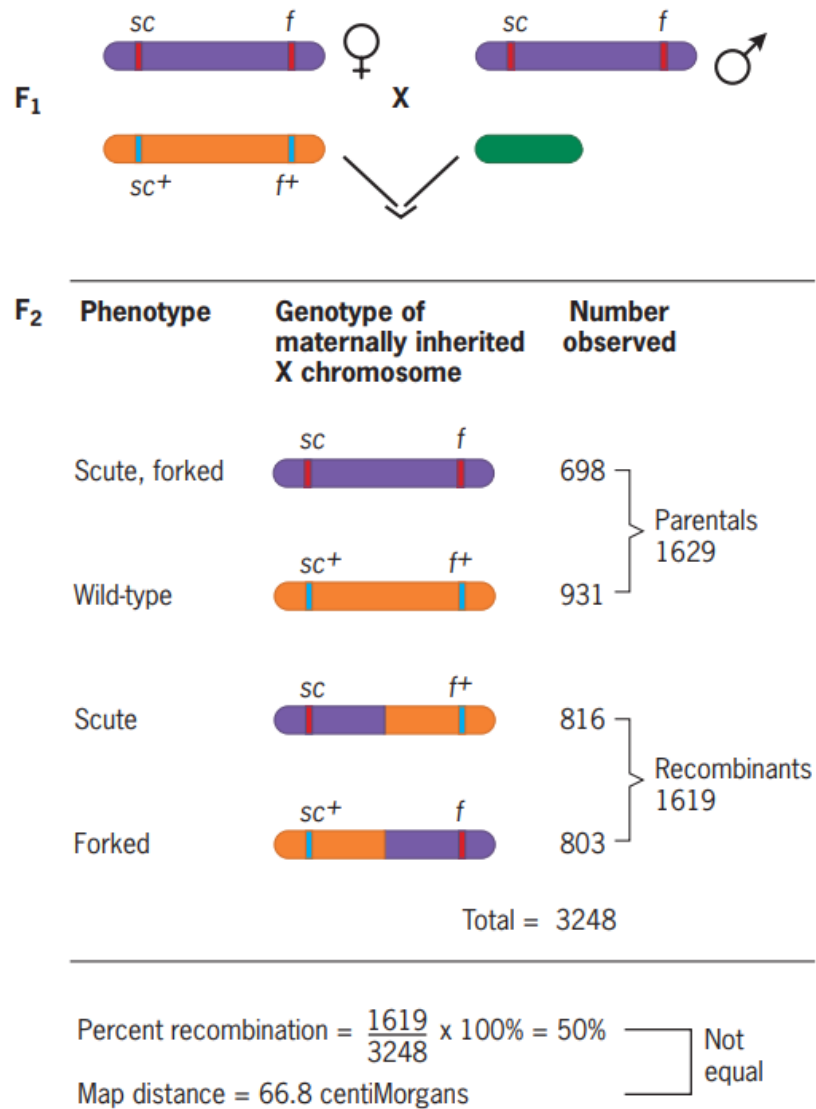 sc f
♀ sc f ♂
F1 X
sc+ f+
F2 Phenotype Genotype of maternally inherited X chromosome Number observed
sc f
Scute, forked 698
Parentals
1629
sc+ f+
Wild-type 931
sc f+
Scute 816
Recombinants
1619
sc+ f
Forked 803
Total = 3248
Percent recombination = 1619/3248 x 100% = 50%
Not equal
Map distance = 66.8 centiMorgans